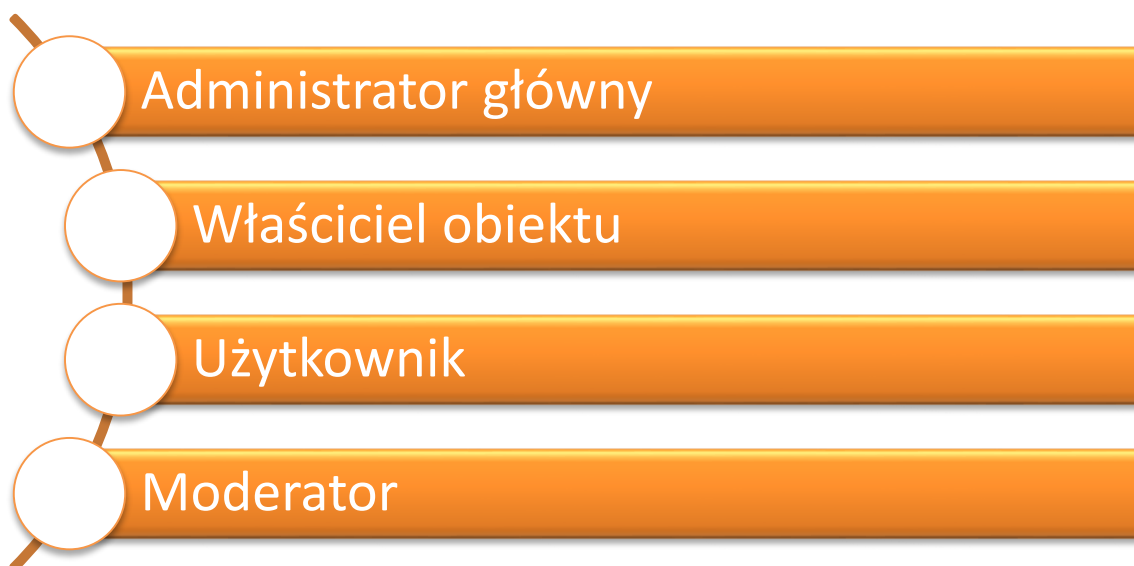 Administrator główny
Właściciel obiektu
Użytkownik
Moderator